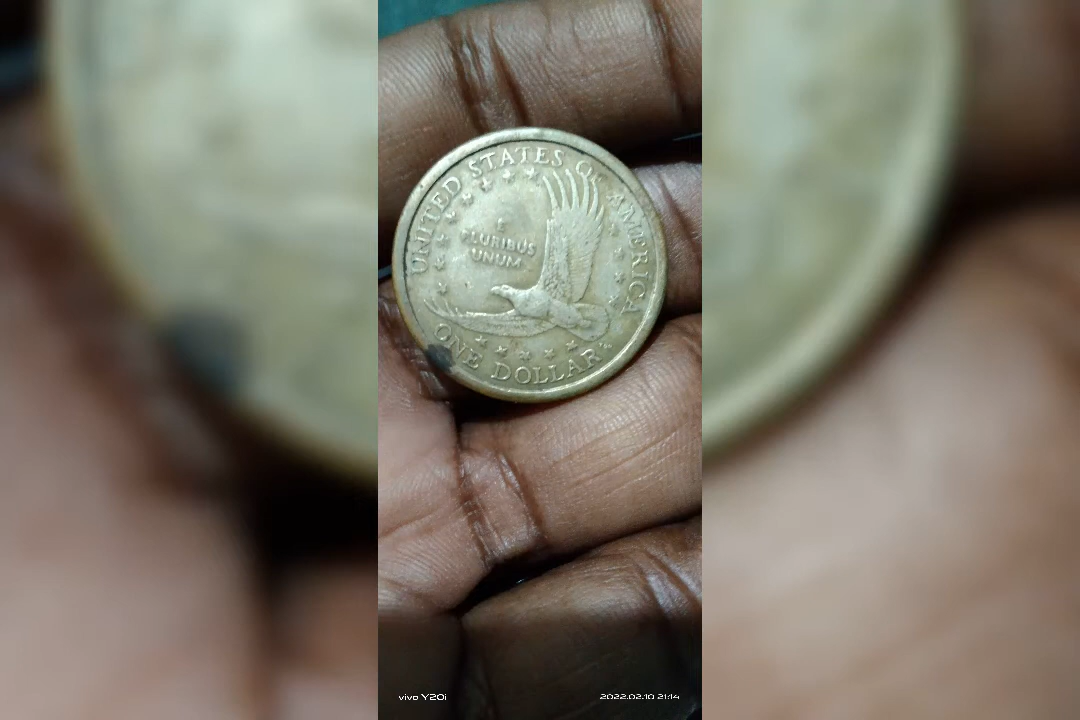 UNITED STATES OF AMERICA
E
PLURIBUS
UNUM
ONE DOLLAR
vivo Y20i
2022.02.10 21:14